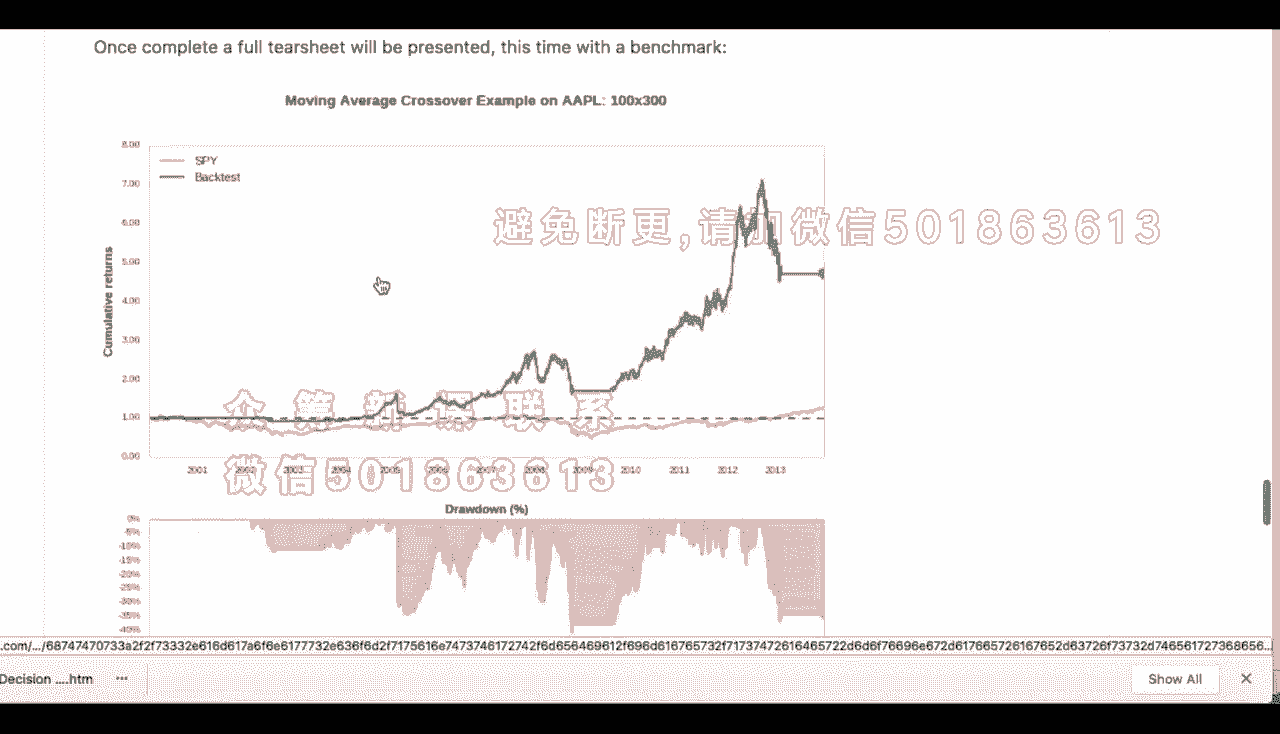 Once complete a full tearsheet will be presented, this time with a benchmark:
Moving Average Crossover Example on AAPL: 100x300
8.00
SPY
Backtest
7.00
避免断更,请加微信501863613
6.00
5.00
Cumulative returns
4.00
3.00
2.00
众筹新课联系
1.00
0.00
2001 2002 2003 2004 2005 2006 2007 2008 2009 2010 2011 2012 2013
微信501863613
Drawdown (%)
0%
-5%
-10%
-15%
-20%
-25%
-30%
-35%
-40%
Decision ....htm
Show All